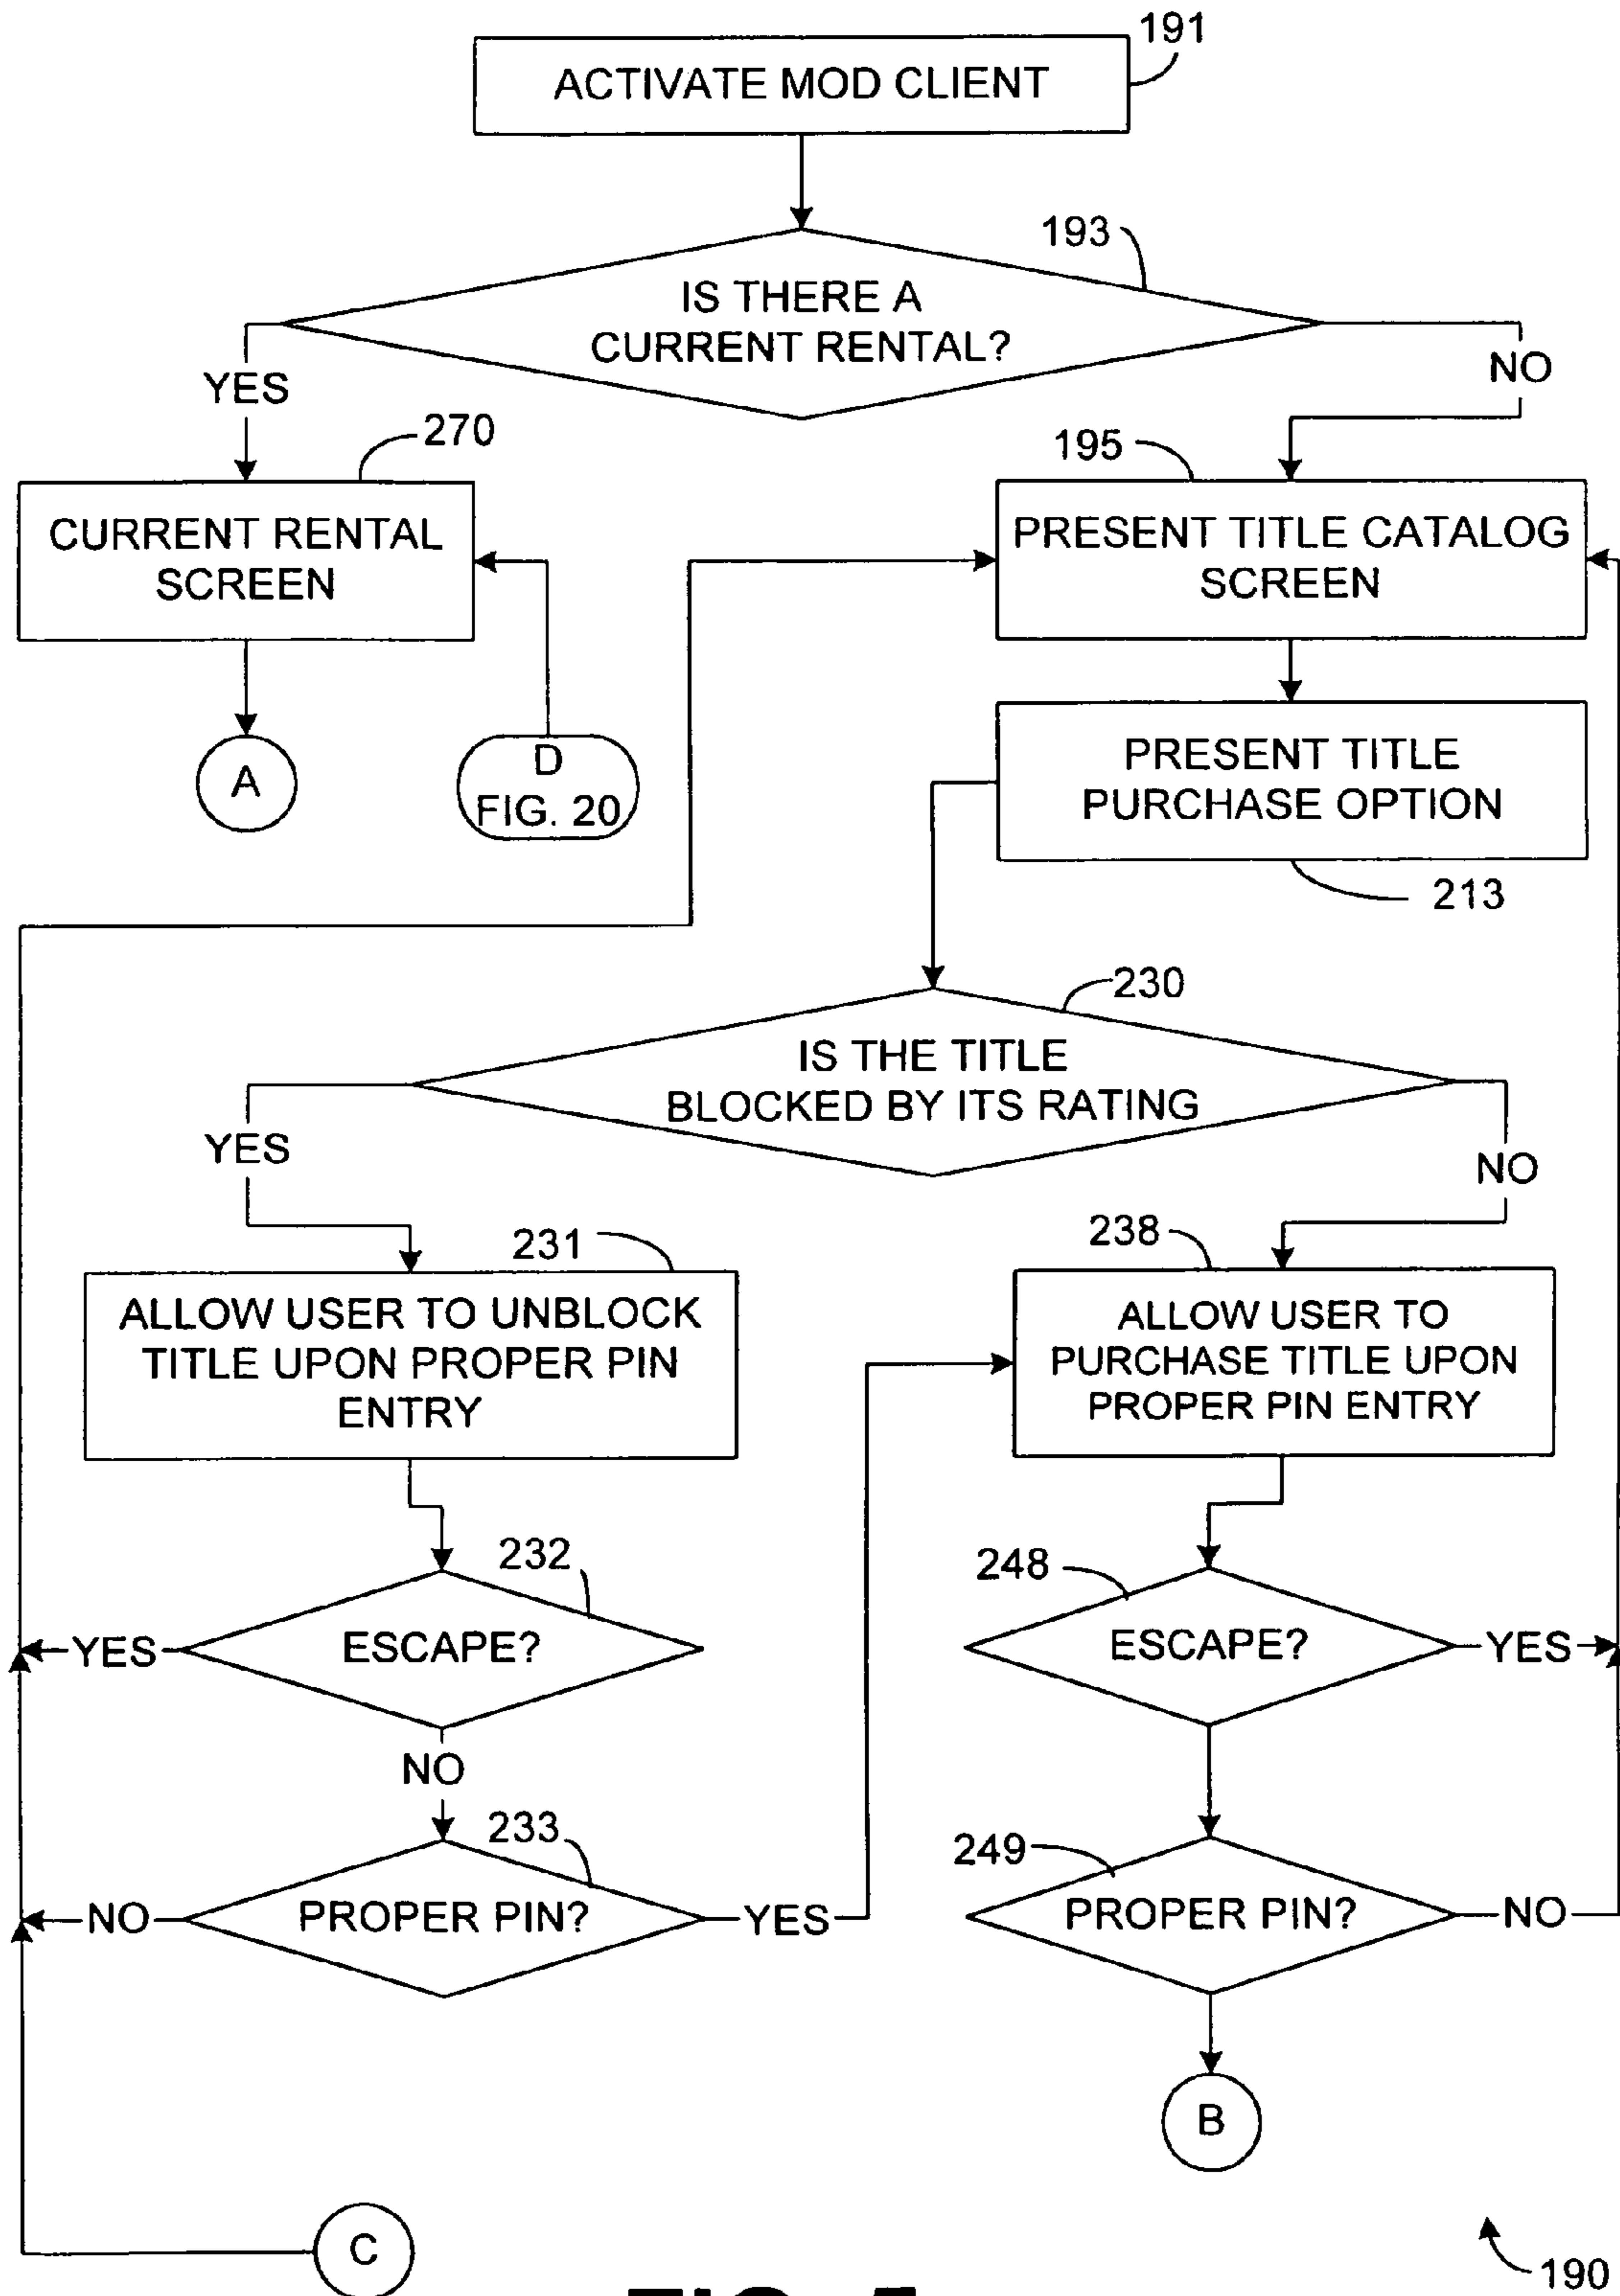 191
ACTIVATE MOD CLIENT
193
IS THERE A
CURRENT RENTAL?
YES
NO
270
195
CURRENT RENTAL
SCREEN
PRESENT TITLE CATALOG
SCREEN
A
D
FIG. 20
PRESENT TITLE
PURCHASE OPTION
213
230
IS THE TITLE
BLOCKED BY ITS RATING
YES
NO
231
238
ALLOW USER TO UNBLOCK
TITLE UPON PROPER PIN
ENTRY
ALLOW USER TO
PURCHASE TITLE UPON
PROPER PIN ENTRY
232
248
YES
ESCAPE?
ESCAPE?
YES
NO
233
249
NO
PROPER PIN?
YES
PROPER PIN?
NO
B
C
190